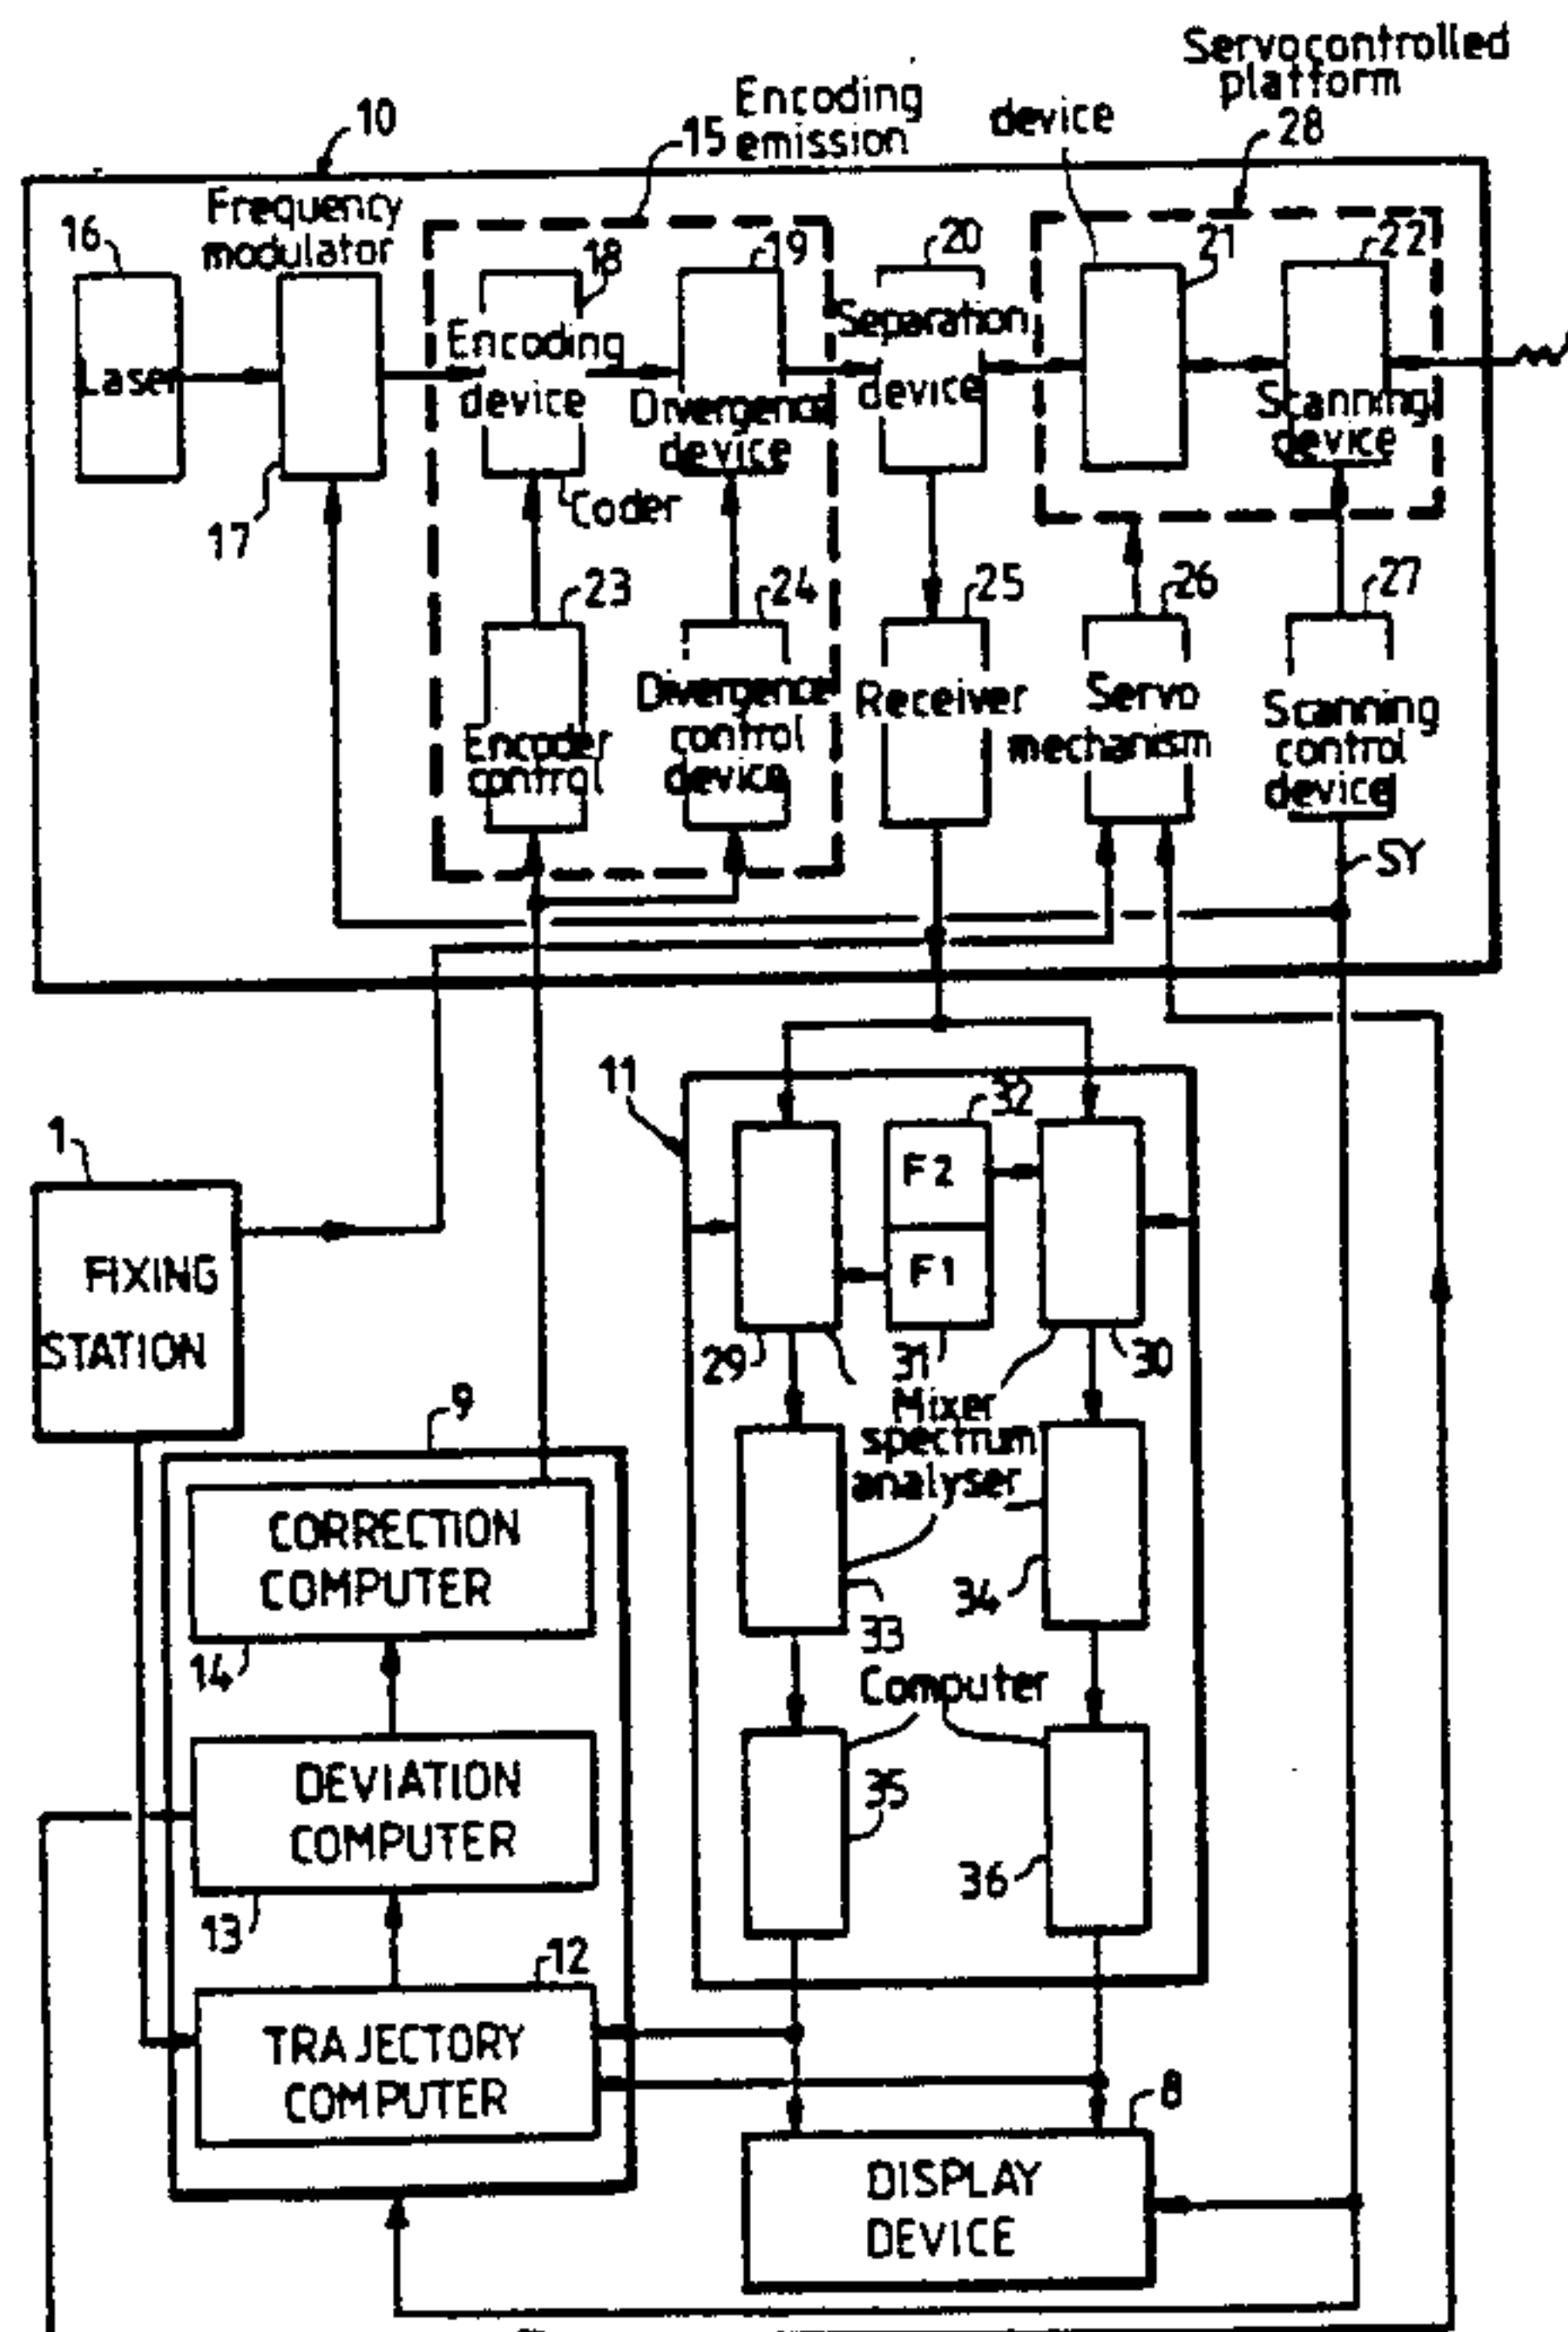 Servocontrolled
platform
28
Encoding
emission
15
device
10
Frequency
modulator
16
18
19
20
21
22
Laser
Encoding
device
Divergence
device
Separation
device
Scanning
device
17
Coder
23
24
25
26
27
Encoder
control
Divergence
control
device
Receiver
Servo
mechanism
Scanning
control
device
SY
11
32
1
F2
F1
FIXING
STATION
29
31
30
Mixer
spectrum
analyser
9
CORRECTION
COMPUTER
14
33
34
Computer
DEVIATION
COMPUTER
13
35
36
12
TRAJECTORY
COMPUTER
8
DISPLAY
DEVICE